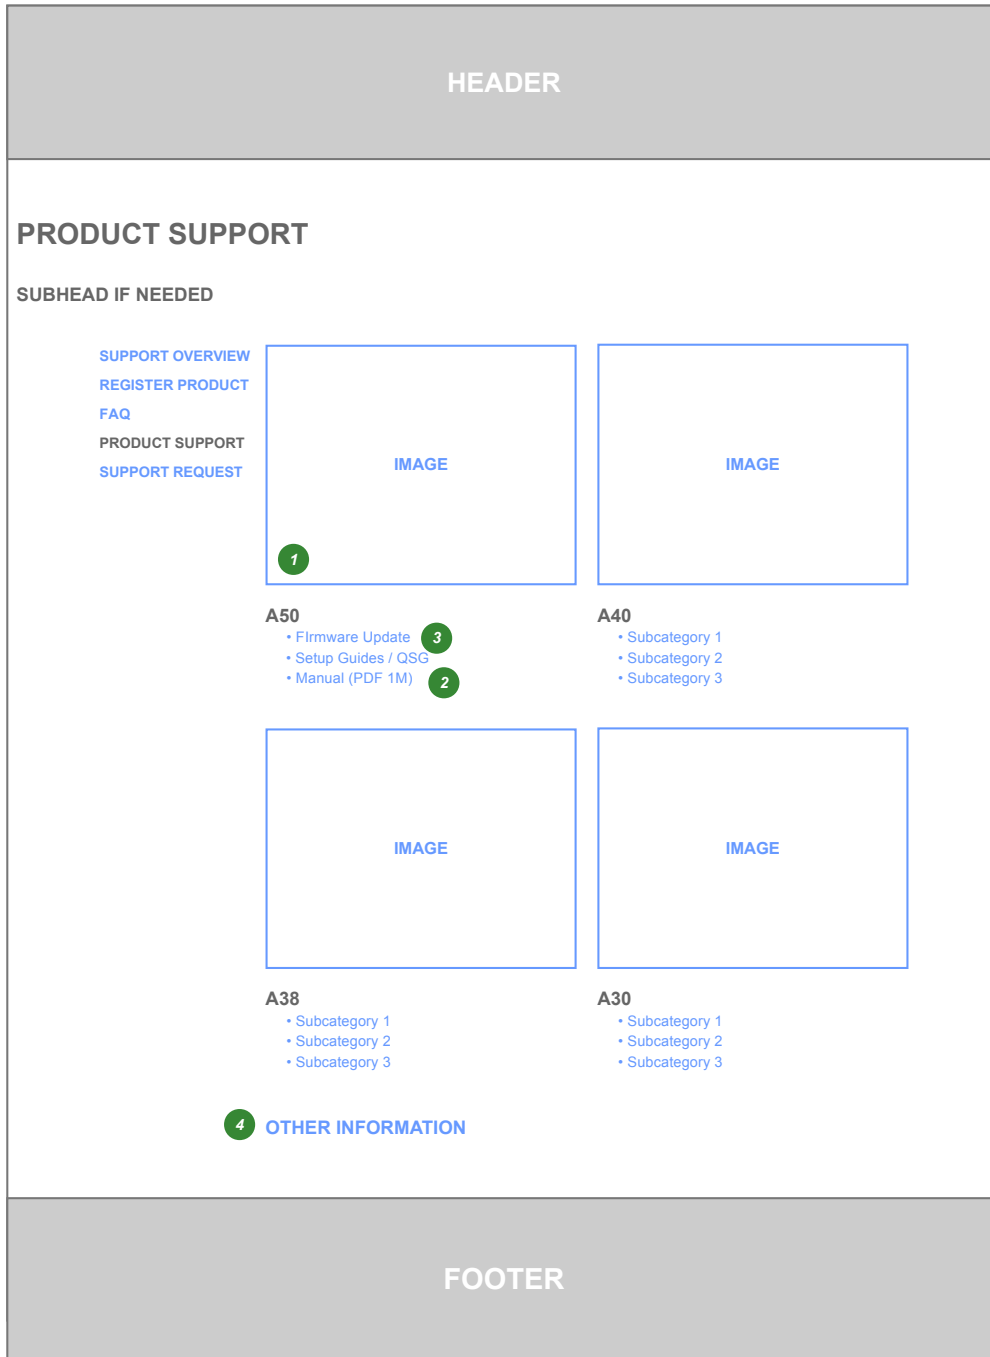 HEADER
PRODUCT SUPPORT
SUBHEAD IF NEEDED
SUPPORT OVERVIEW
REGISTER PRODUCT
FAQ
PRODUCT SUPPORT
SUPPORT REQUEST
IMAGE
1
A50
• FIrmware Update 3
• Setup Guides / QSG
• Manual (PDF 1M) 2
IMAGE
A40
• Subcategory 1
• Subcategory 2
• Subcategory 3
IMAGE
A38
• Subcategory 1
• Subcategory 2
• Subcategory 3
IMAGE
A30
• Subcategory 1
• Subcategory 2
• Subcategory 3
4 OTHER INFORMATION
FOOTER